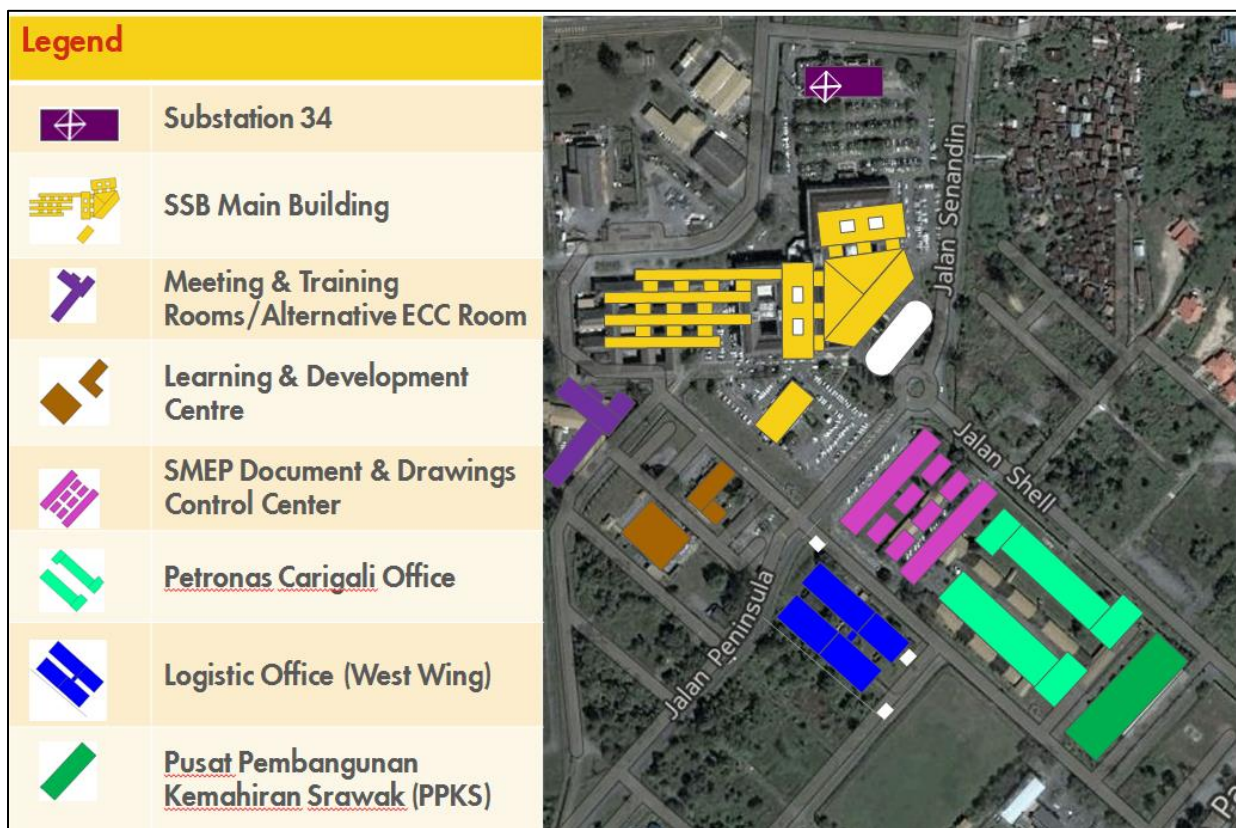 Legend
Substation 34
SSB Main Building
Meeting & Training
Rooms/Alternative ECC Room
Learning & Development
Centre
SMEP Document & Drawings
Control Center
Petronas Carigali Office
Logistic Office (West Wing)
Pusat Pembangunan
Kemahiran Srawak (PPKS)
Jalan Senandin
Jalan Shell
Jalan Peninsula